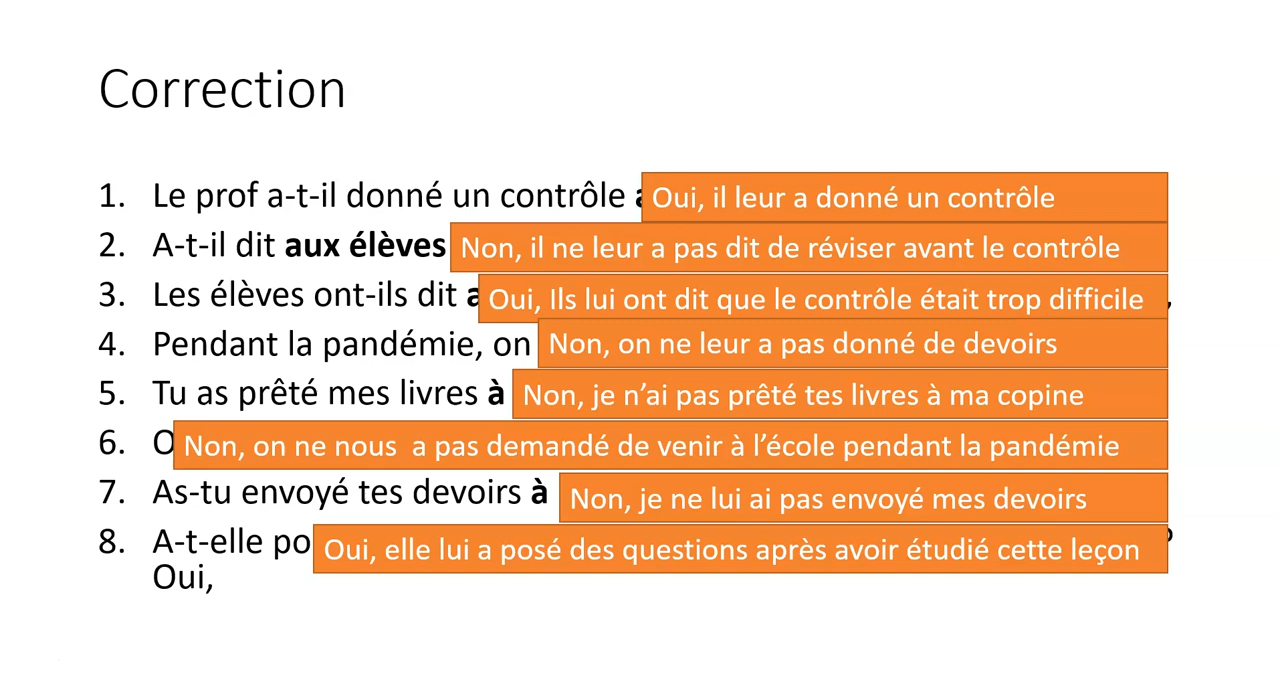 Correction
1. Le prof a-t-il donné un contrôle Oui, il leur a donné un contrôle
2. A-t-il dit aux élèves Non, il ne leur a pas dit de réviser avant le contrôle
3. Les élèves ont-ils dit Oui, Ils lui ont dit que le contrôle était trop difficile ,
4. Pendant la pandémie, on Non, on ne leur a pas donné de devoirs
5. Tu as prêté mes livres à Non, je n’ai pas prêté tes livres à ma copine
6. Non, on ne nous a pas demandé de venir à l’école pendant la pandémie
7. As-tu envoyé tes devoirs à Non, je ne lui ai pas envoyé mes devoirs
8. A-t-elle po Oui, elle lui a posé des questions après avoir étudié cette leçon
Oui,